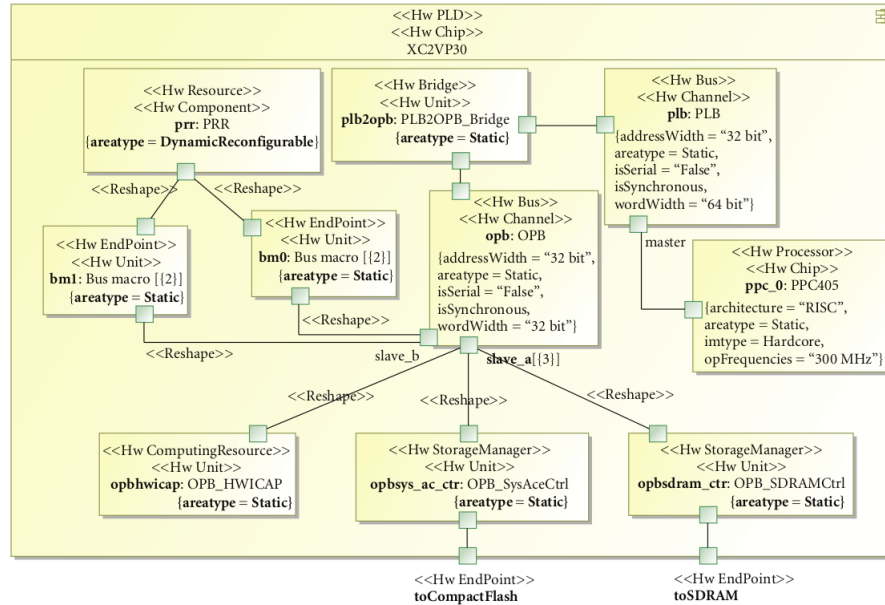 <<Hw PLD>>
<<Hw Chip>>
XC2VP30
<<Hw Resource>>
<<Hw Component>>
prr: PRR
{areatype = DynamicReconfigurable}
<<Hw Bridge>>
<<Hw Unit>>
plb2opb: PLB2OPB_Bridge
{areatype = Static}
<<Hw Bus>>
<<Hw Channel>>
plb: PLB
{addressWidth = “32 bit”,
areatype = Static,
isSerial = “False”,
isSynchronous,
wordWidth = “64 bit”}
master
<<Reshape>>
<<Reshape>>
<<Hw EndPoint>>
<<Hw Unit>>
bm1: Bus macro [{2}]
{areatype = Static}
<<Hw EndPoint>>
<<Hw Unit>>
bm0: Bus macro [{2}]
{areatype = Static}
<<Hw Bus>>
<<Hw Channel>>
opb: OPB
{addressWidth = “32 bit”,
areatype = Static,
isSerial = “False”,
isSynchronous,
wordWidth = “32 bit”}
<<Hw Processor>>
<<Hw Chip>>
ppc_0: PPC405
{architecture = “RISC”,
areatype = Static,
imtype = Hardcore,
opFrequencies = “300 MHz”}
<<Reshape>>
<<Reshape>>
slave_b
slave_a[{3}]
<<Reshape>>
<<Reshape>>
<<Reshape>>
<<Hw ComputingResource>>
<<Hw Unit>>
opbhwicap: OPB_HWICAP
{areatype = Static}
<<Hw StorageManager>>
<<Hw Unit>>
opbsys_ac_ctr: OPB_SysAceCtrl
{areatype = Static}
<<Hw StorageManager>>
<<Hw Unit>>
opbsdram_ctr: OPB_SDRAMCtrl
{areatype = Static}
<<Hw EndPoint>>
toCompactFlash
<<Hw EndPoint>>
toSDRAM